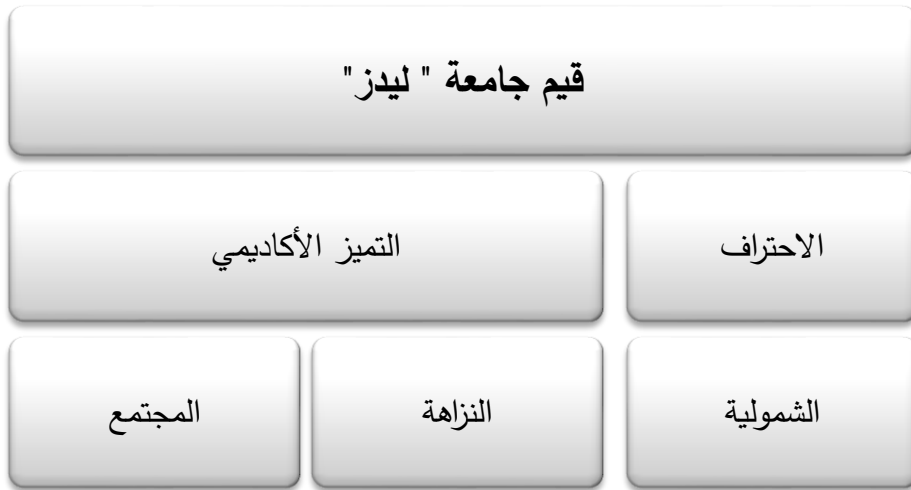 قيم جامعة " ليدز"
الاحتراف
التميز الأكاديمي
الشمولية
النزاهة
المجتمع